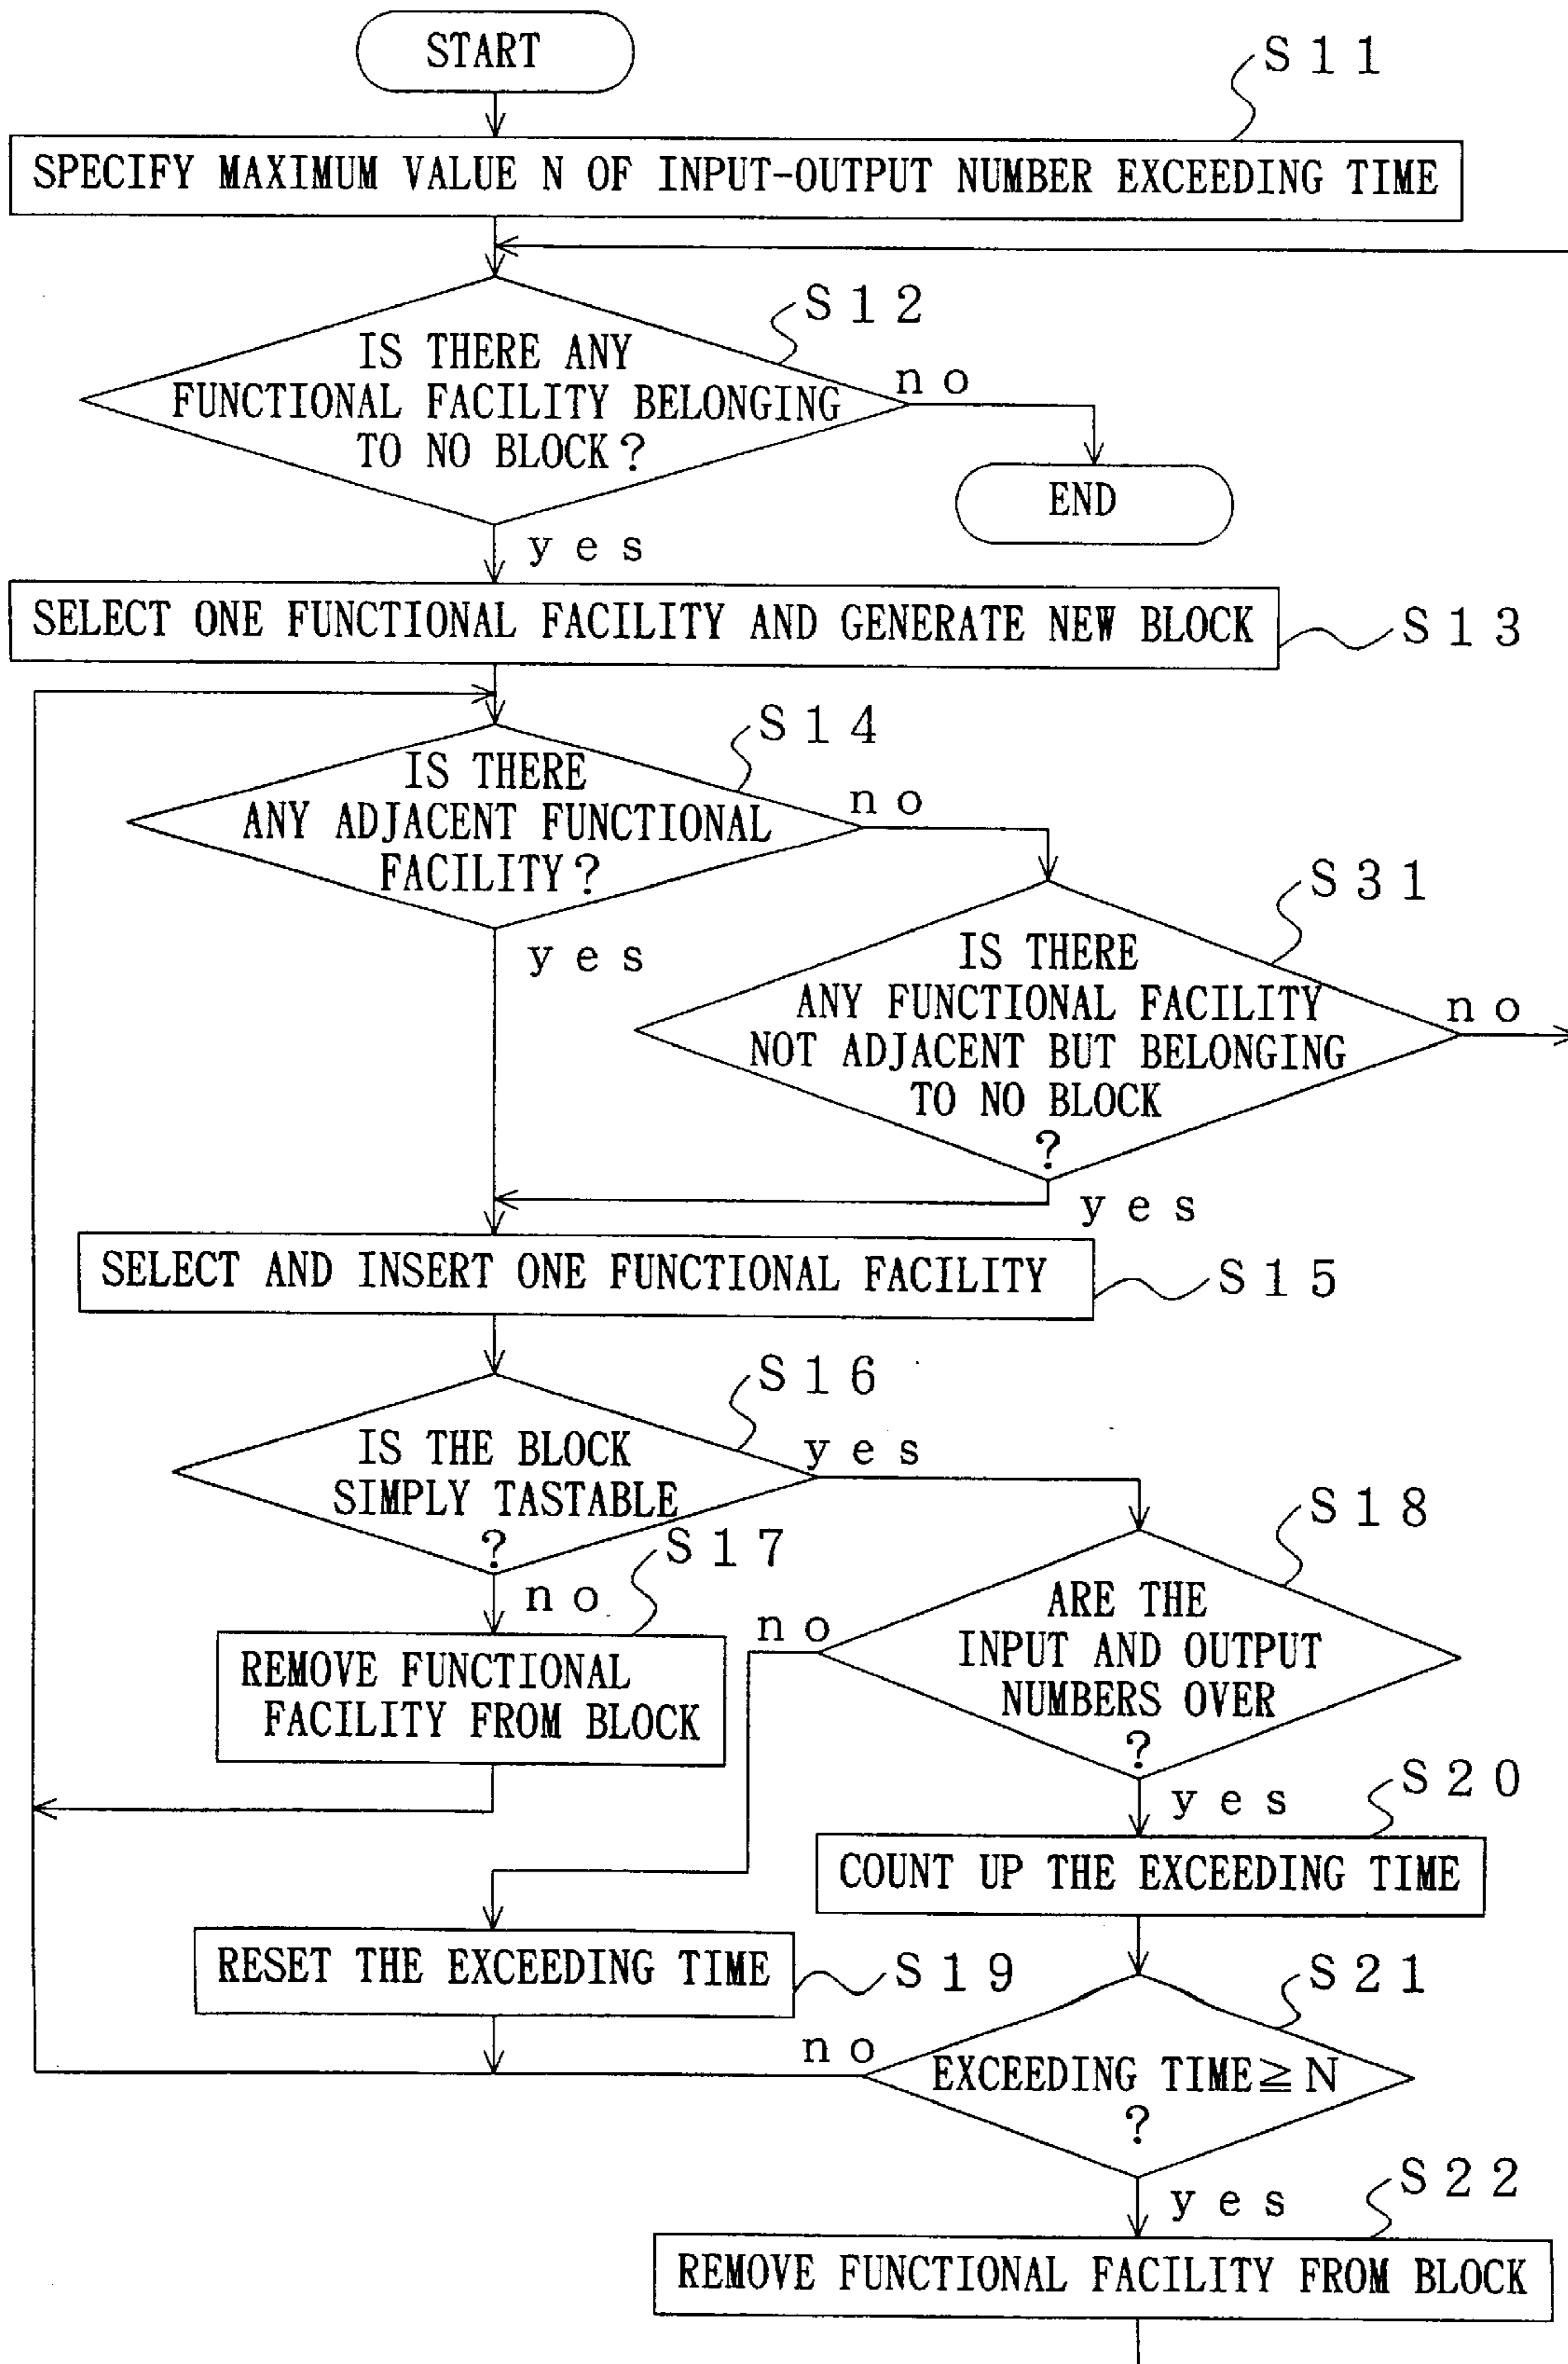 START
S11
SPECIFY MAXIMUM VALUE N OF INPUT-OUTPUT NUMBER EXCEEDING TIME
S12
IS THERE ANY
FUNCTIONAL FACILITY BELONGING
TO NO BLOCK?
no
END
yes
SELECT ONE FUNCTIONAL FACILITY AND GENERATE NEW BLOCK
S13
S14
IS THERE
ANY ADJACENT FUNCTIONAL
FACILITY?
no
yes
S31
IS THERE
ANY FUNCTIONAL FACILITY
NOT ADJACENT BUT BELONGING
TO NO BLOCK
?
no
yes
SELECT AND INSERT ONE FUNCTIONAL FACILITY
S15
S16
IS THE BLOCK
SIMPLY TASTABLE
?
yes
no
S17
REMOVE FUNCTIONAL
FACILITY FROM BLOCK
S18
ARE THE
INPUT AND OUTPUT
NUMBERS OVER
?
no
yes
S20
COUNT UP THE EXCEEDING TIME
RESET THE EXCEEDING TIME
S19
S21
EXCEEDING TIME≧N
?
no
yes
S22
REMOVE FUNCTIONAL FACILITY FROM BLOCK